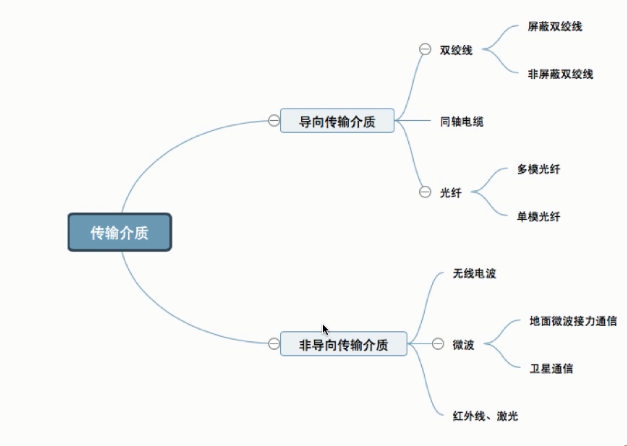 传输介质
导向传输介质
双绞线
屏蔽双绞线
非屏蔽双绞线
同轴电缆
光纤
多模光纤
单模光纤
非导向传输介质
无线电波
微波
地面微波接力通信
卫星通信
红外线、激光